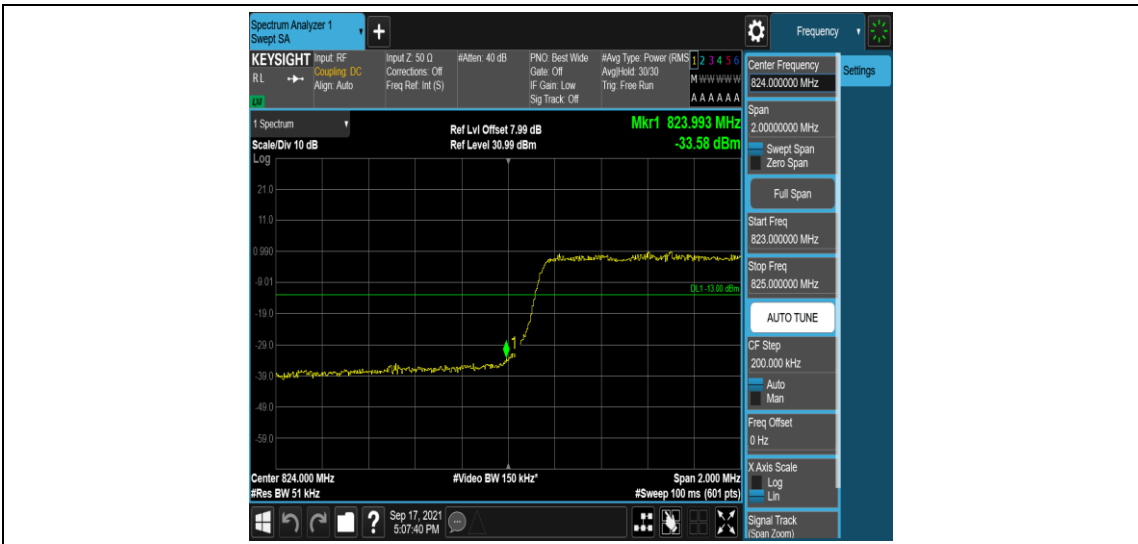 Spectrum Analyzer 1
Swept SA
+
Frequency
KEYSIGHT
RL
LXI
Input: RF
Coupling: DC
Align: Auto
Input Z: 50 Ω
Corrections: Off
Freq Ref: Int (S)
#Atten: 40 dB
PNO: Best Wide
Gate: Off
IF Gain: Low
Sig Track: Off
#Avg Type: Power (RMS
Avg|Hold: 30/30
Trig: Free Run
1 2 3 4 5 6
M W W W W W
A A A A A A
1 Spectrum
Scale/Div 10 dB
Log
Ref Lvl Offset 7.99 dB
Ref Level 30.99 dBm
Mkr1 823.993 MHz
-33.58 dBm
21.0
11.0
0.990
-9.01
DL1 -13.00 dBm
-19.0
-29.0
1
-39.0
-49.0
-59.0
Center 824.000 MHz
#Video BW 150 kHz*
Span 2.000 MHz
#Res BW 51 kHz
#Sweep 100 ms (601 pts)
?
Sep 17, 2021
5:07:40 PM
Center Frequency
824.000000 MHz
Settings
Span
2.00000000 MHz
Swept Span
Zero Span
Full Span
Start Freq
823.000000 MHz
Stop Freq
825.000000 MHz
AUTO TUNE
CF Step
200.000 kHz
Auto
Man
Freq Offset
0 Hz
X Axis Scale
Log
Lin
Signal Track
(Span Zoom)